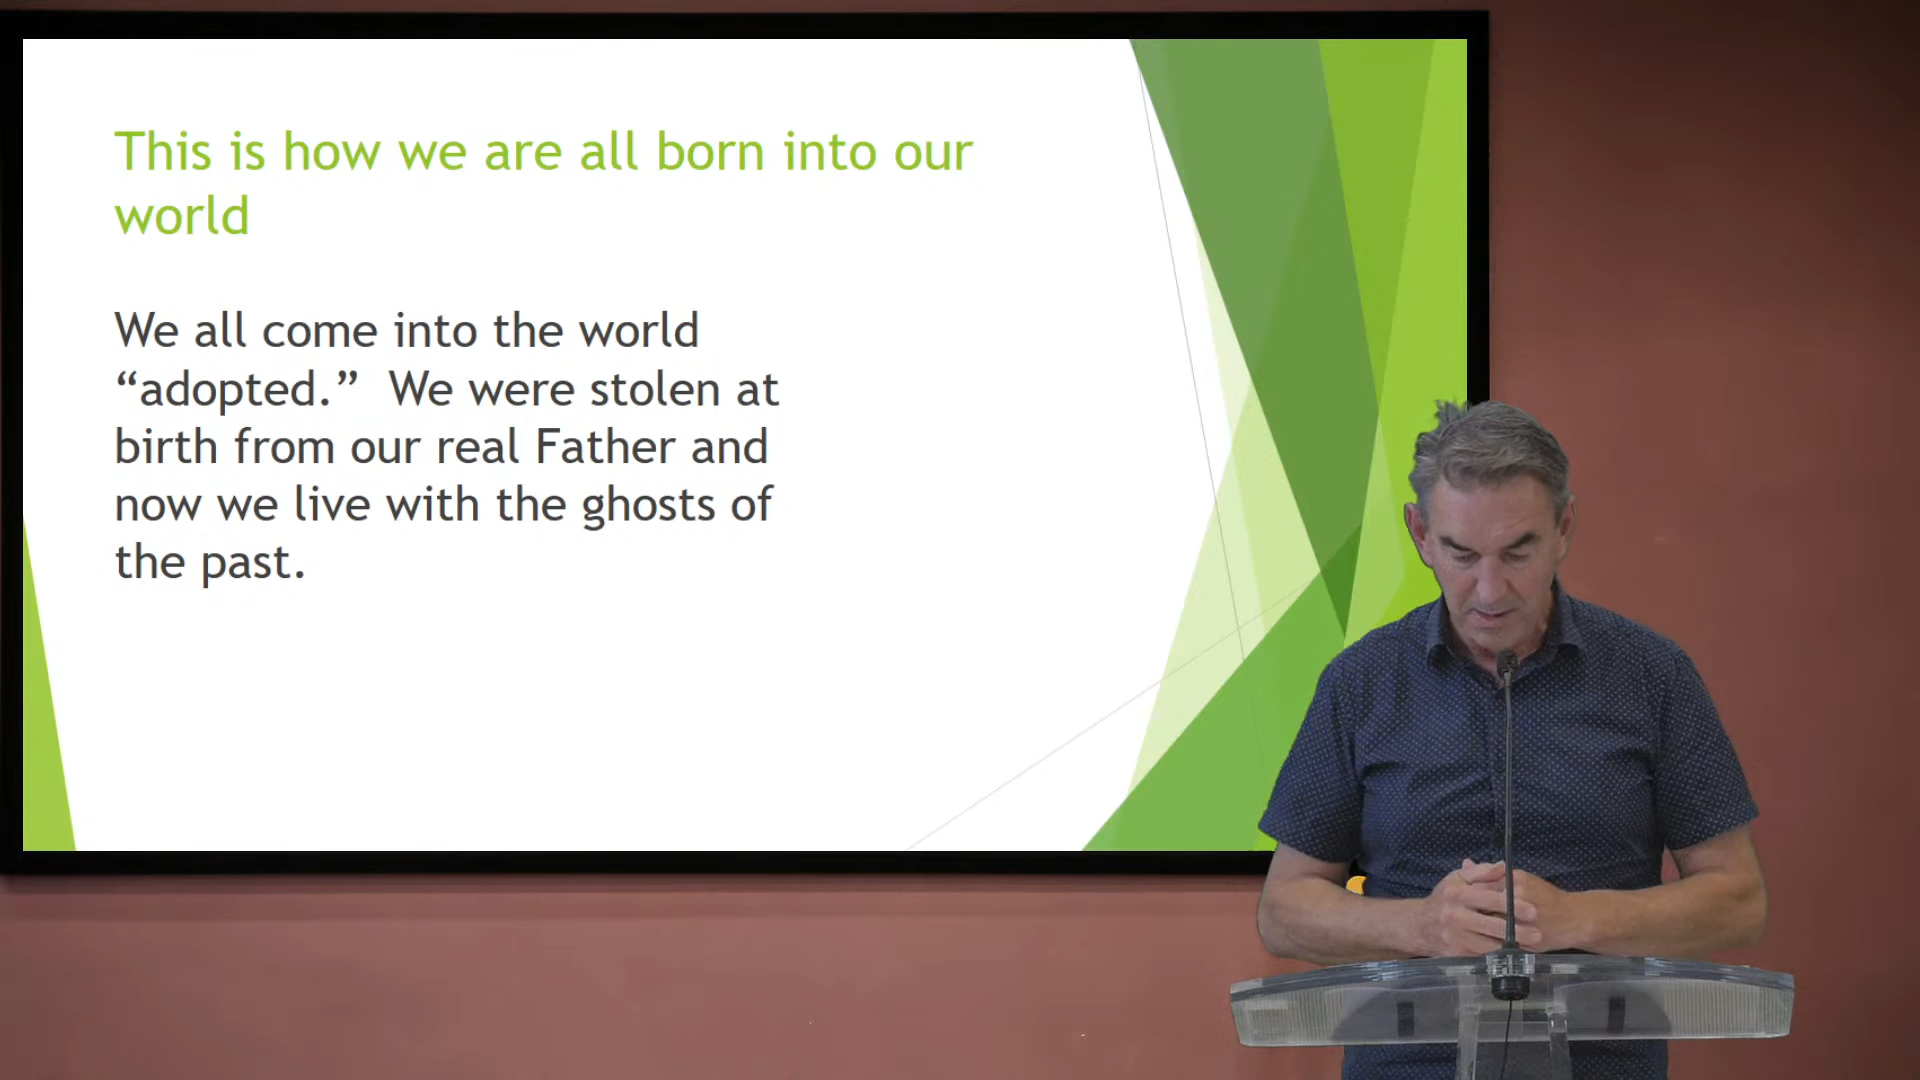 This is how we are all born into our
world
We all come into the world
“adopted.”  We were stolen at
birth from our real Father and
now we live with the ghosts of
the past.